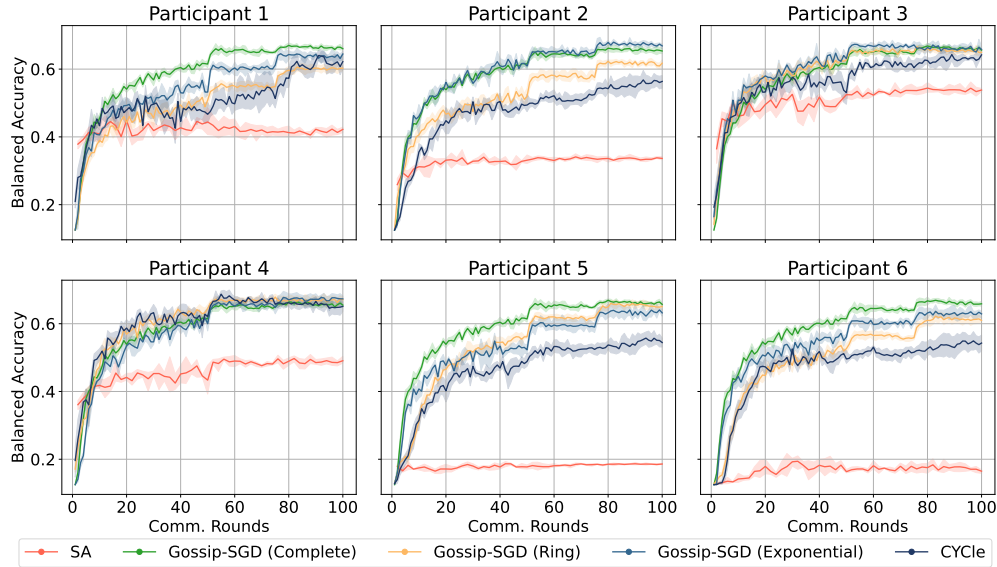 Participant 1
Participant 2
Participant 3
Balanced Accuracy
0.6
0.4
0.2
Participant 4
Participant 5
Participant 6
Balanced Accuracy
0.6
0.4
0.2
0 20 40 60 80 100
0 20 40 60 80 100
0 20 40 60 80 100
Comm. Rounds
Comm. Rounds
Comm. Rounds
SA Gossip-SGD (Complete) Gossip-SGD (Ring) Gossip-SGD (Exponential) CYCle